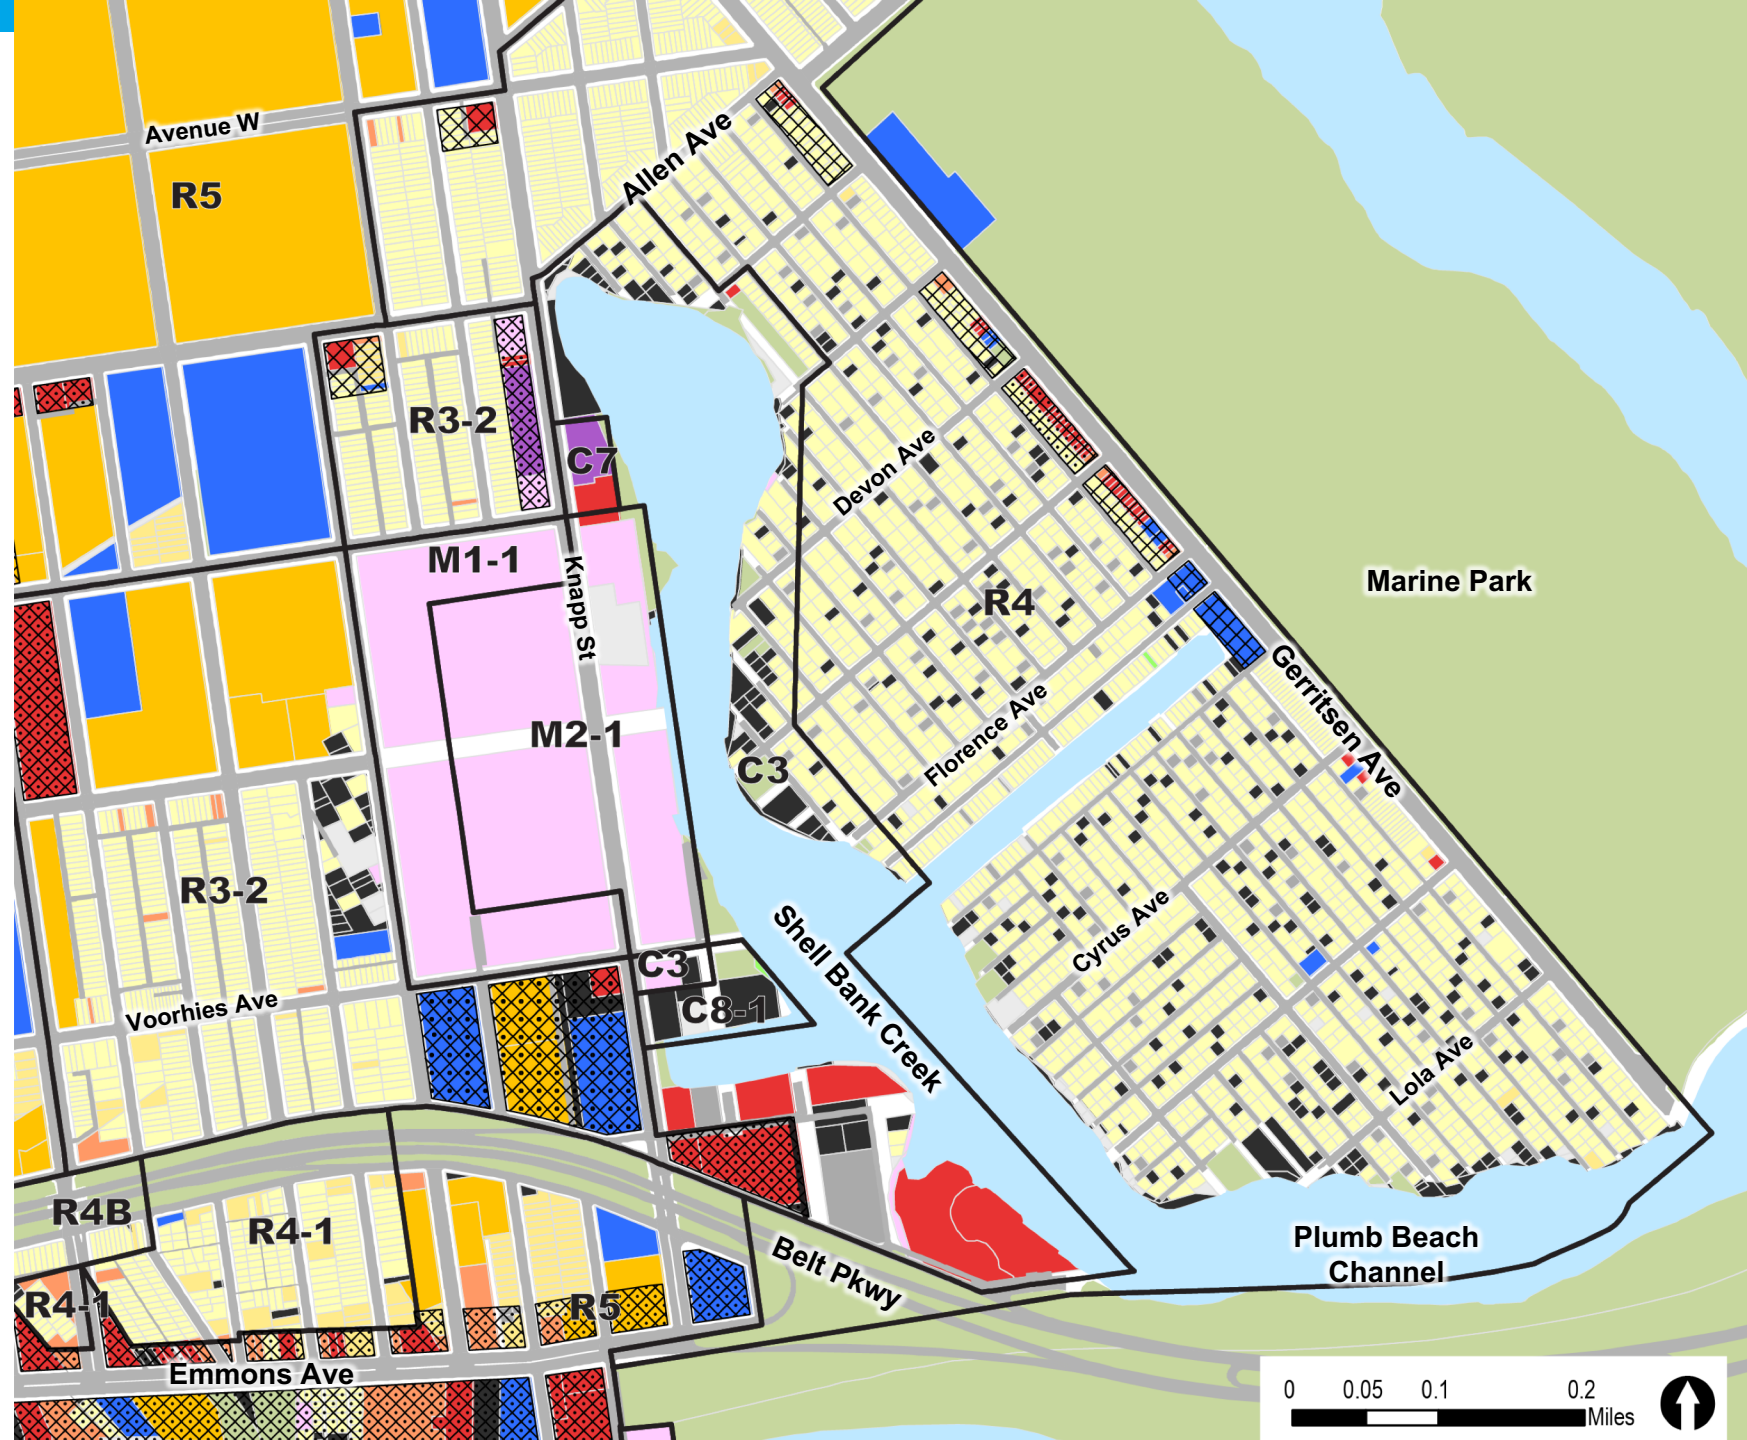 Avenue W
R5
Allen Ave
R3-2
C7
Devon Ave
M1-1
Knapp St
R4
Marine Park
Gerritsen Ave
M2-1
Florence Ave
C3
R3-2
Cyrus Ave
Shell Bank Creek
C3
C8-1
Voorhies Ave
Lola Ave
R4B
R4-1
Plumb Beach
Channel
Belt Pkwy
R4-1
R5
Emmons Ave
0 0.05 0.1 0.2
Miles